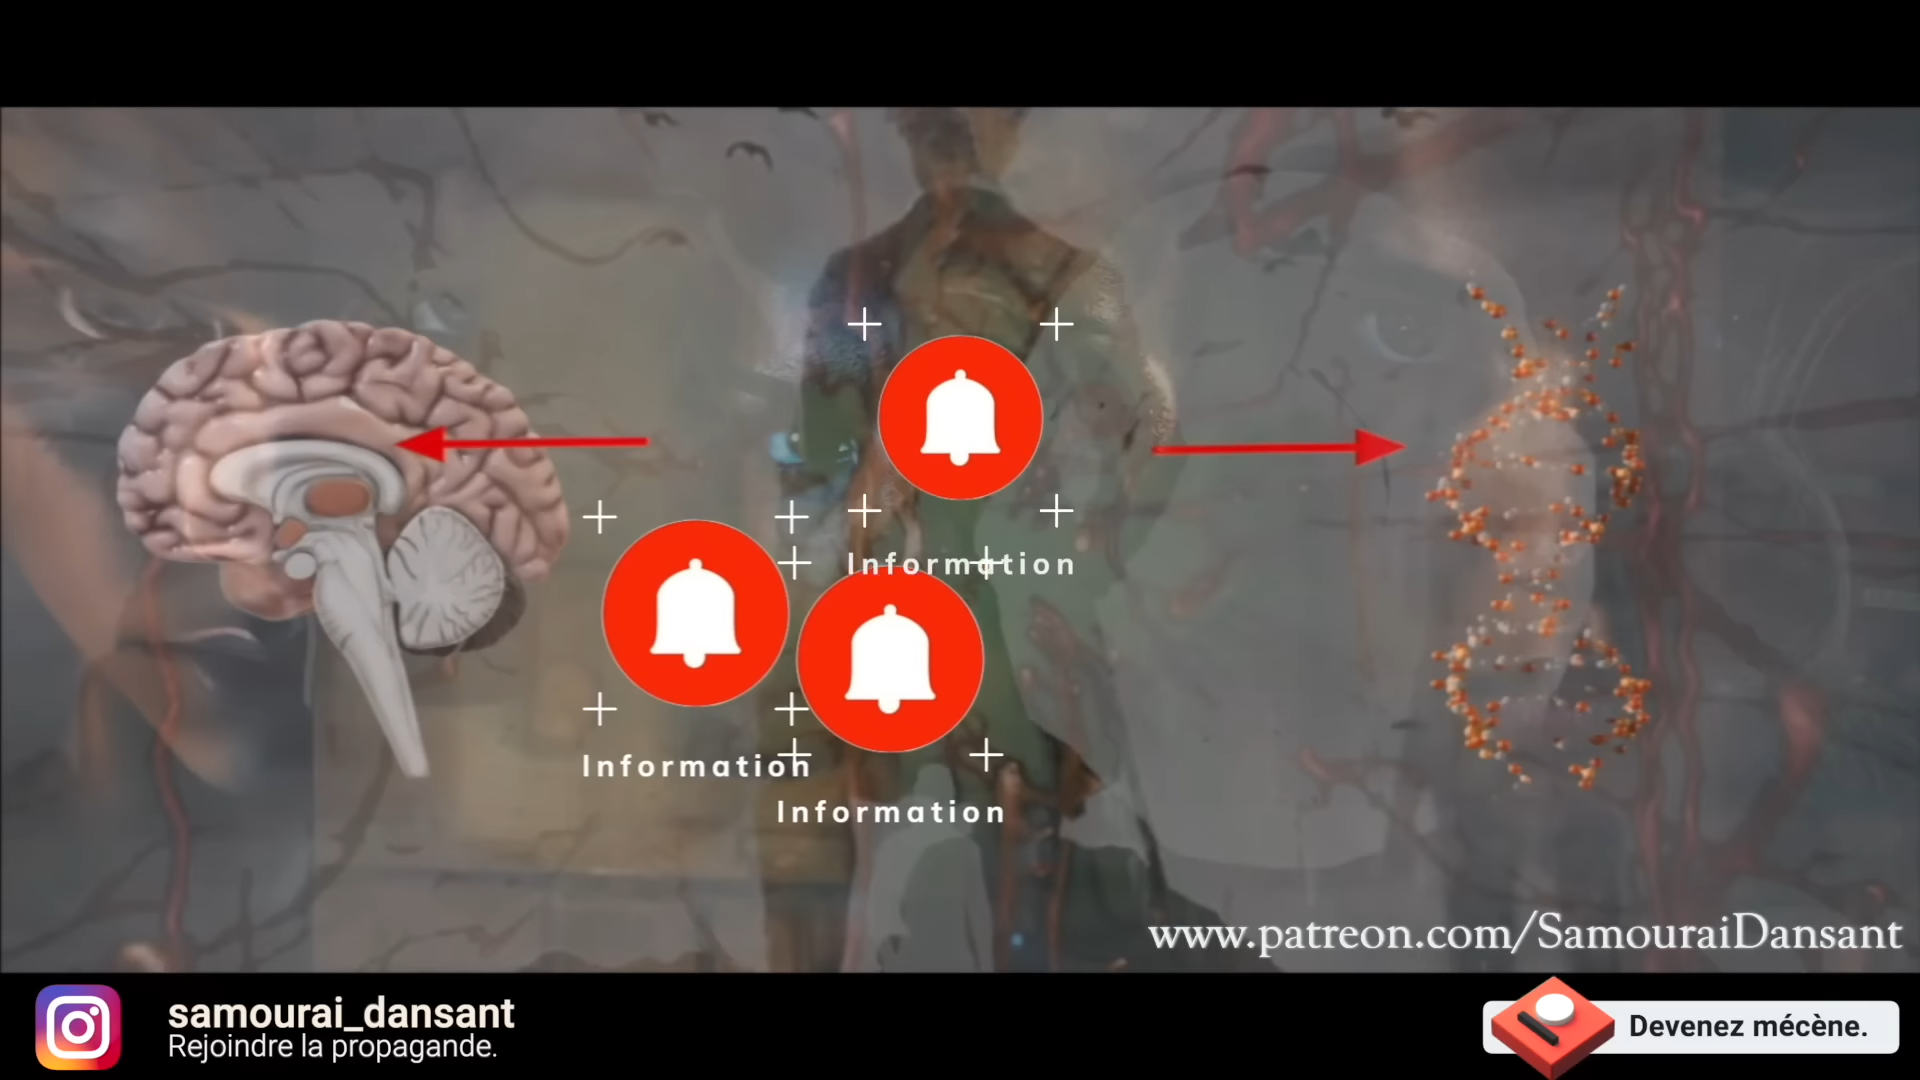 Information
Information
Information
www.patreon.com/SamouraiDansant
samourai_dansant
Rejoindre la propagande.
Devenez mécène.